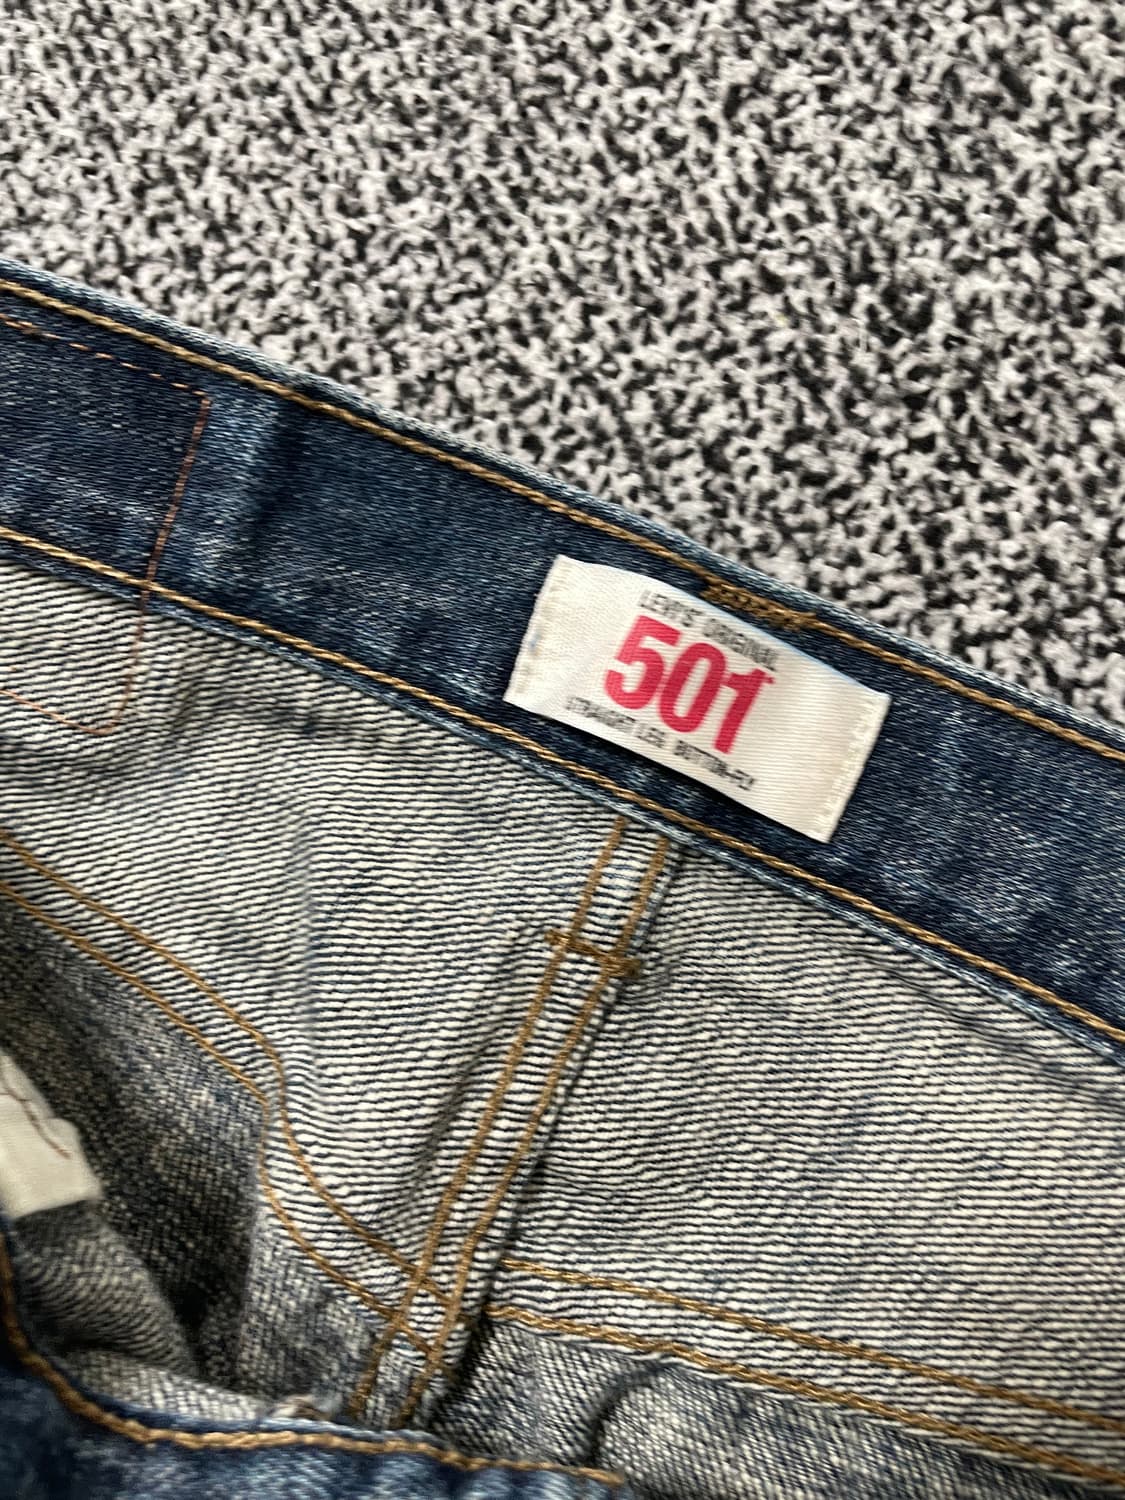 LEVI'S ORIGINAL
501
STRAIGHT LEG BUTTON-FLY